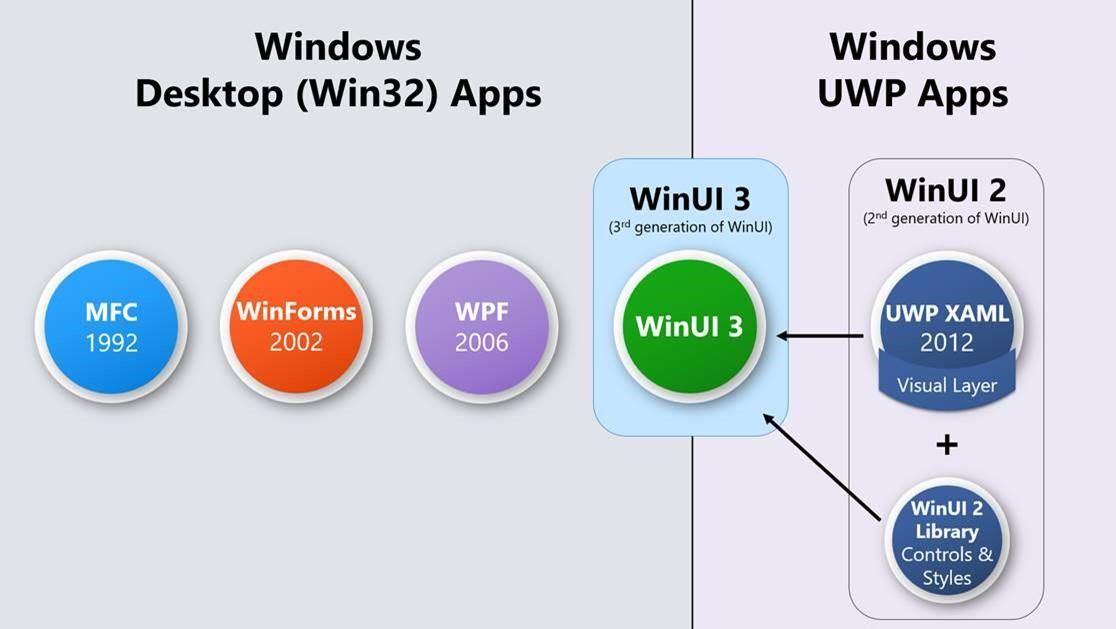 Windows
Desktop (Win32) Apps
Windows
UWP Apps
WinUI 3
(3rd generation of WinUI)
WinUI 2
(2nd generation of WinUI)
MFC
1992
WinForms
2002
WPF
2006
WinUI 3
UWP XAML
2012
Visual Layer
+
WinUI 2
Library
Controls &
Styles